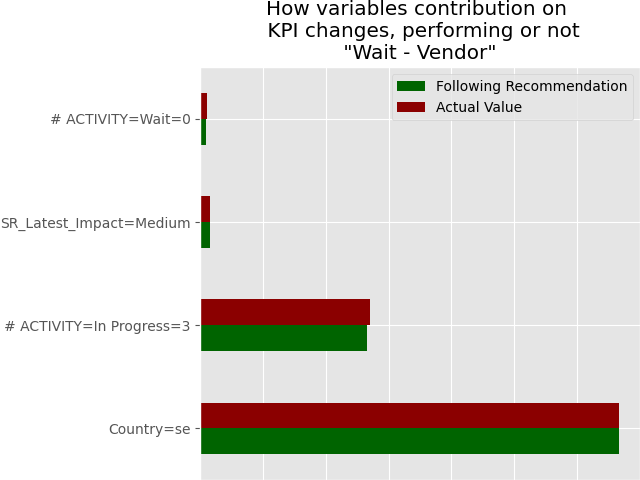 How variables contribution on
KPI changes, performing or not
"Wait - Vendor"
Following Recommendation
Actual Value
# ACTIVITY=Wait=0
SR_Latest_Impact=Medium
# ACTIVITY=In Progress=3
Country=se